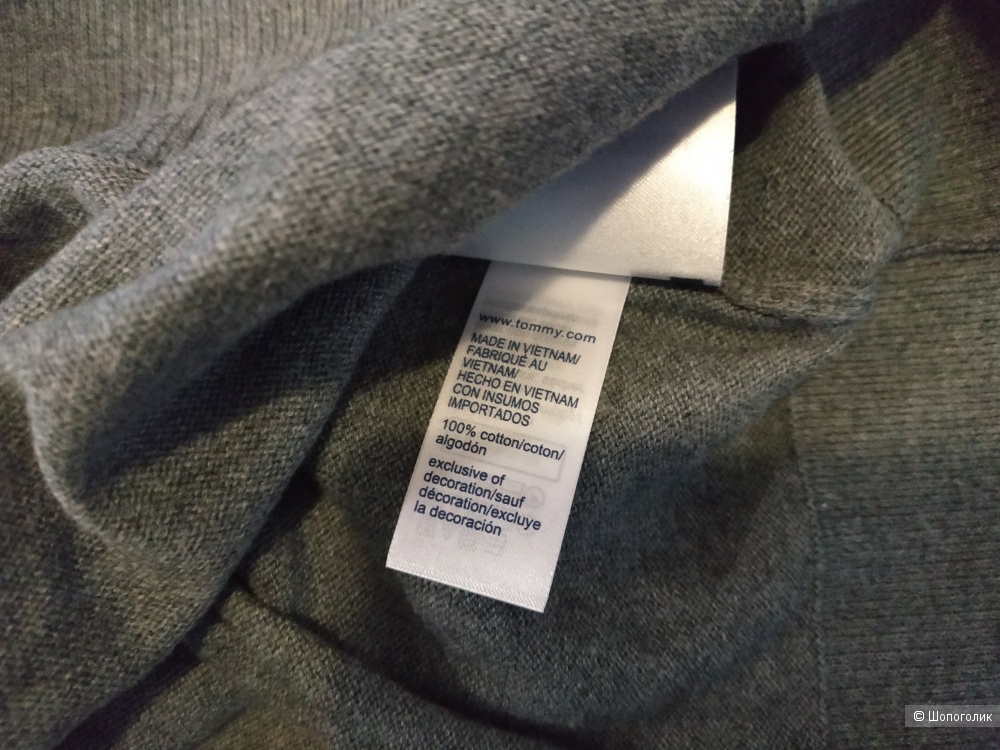 www.tommy.com
MADE IN VIETNAM/
FABRIQUÉ AU
VIETNAM/
HECHO EN VIETNAM
CON INSUMOS
IMPORTADOS
100% cotton/coton/
algodón
exclusive of
decoration/sauf
décoration/excluye
la decoración
© Шопоголик